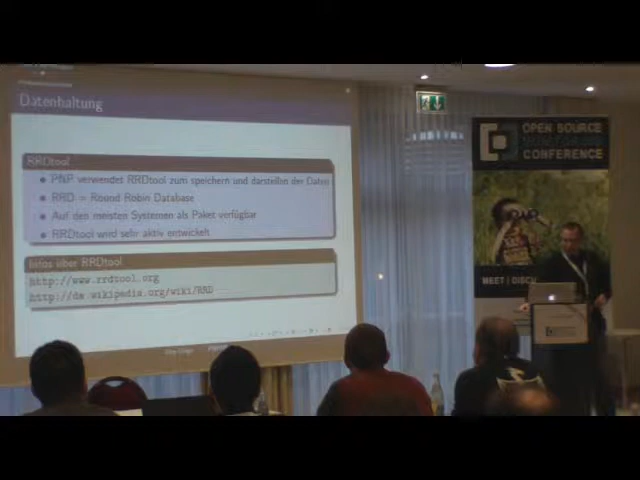 Datenhaltung
RRDtool
PNP verwendet RRDtool zum speichern und darstellen der Daten
RRD = Round Robin Database
Auf den meisten Systemen als Paket verfügbar
RRDtool wird sehr aktiv entwickelt
Infos über RRDtool
http://www.rrdtool.org
http://de.wikipedia.org/wiki/RRD
OPEN SOURCE
MONITORING
CONFERENCE
MEET | DISCU